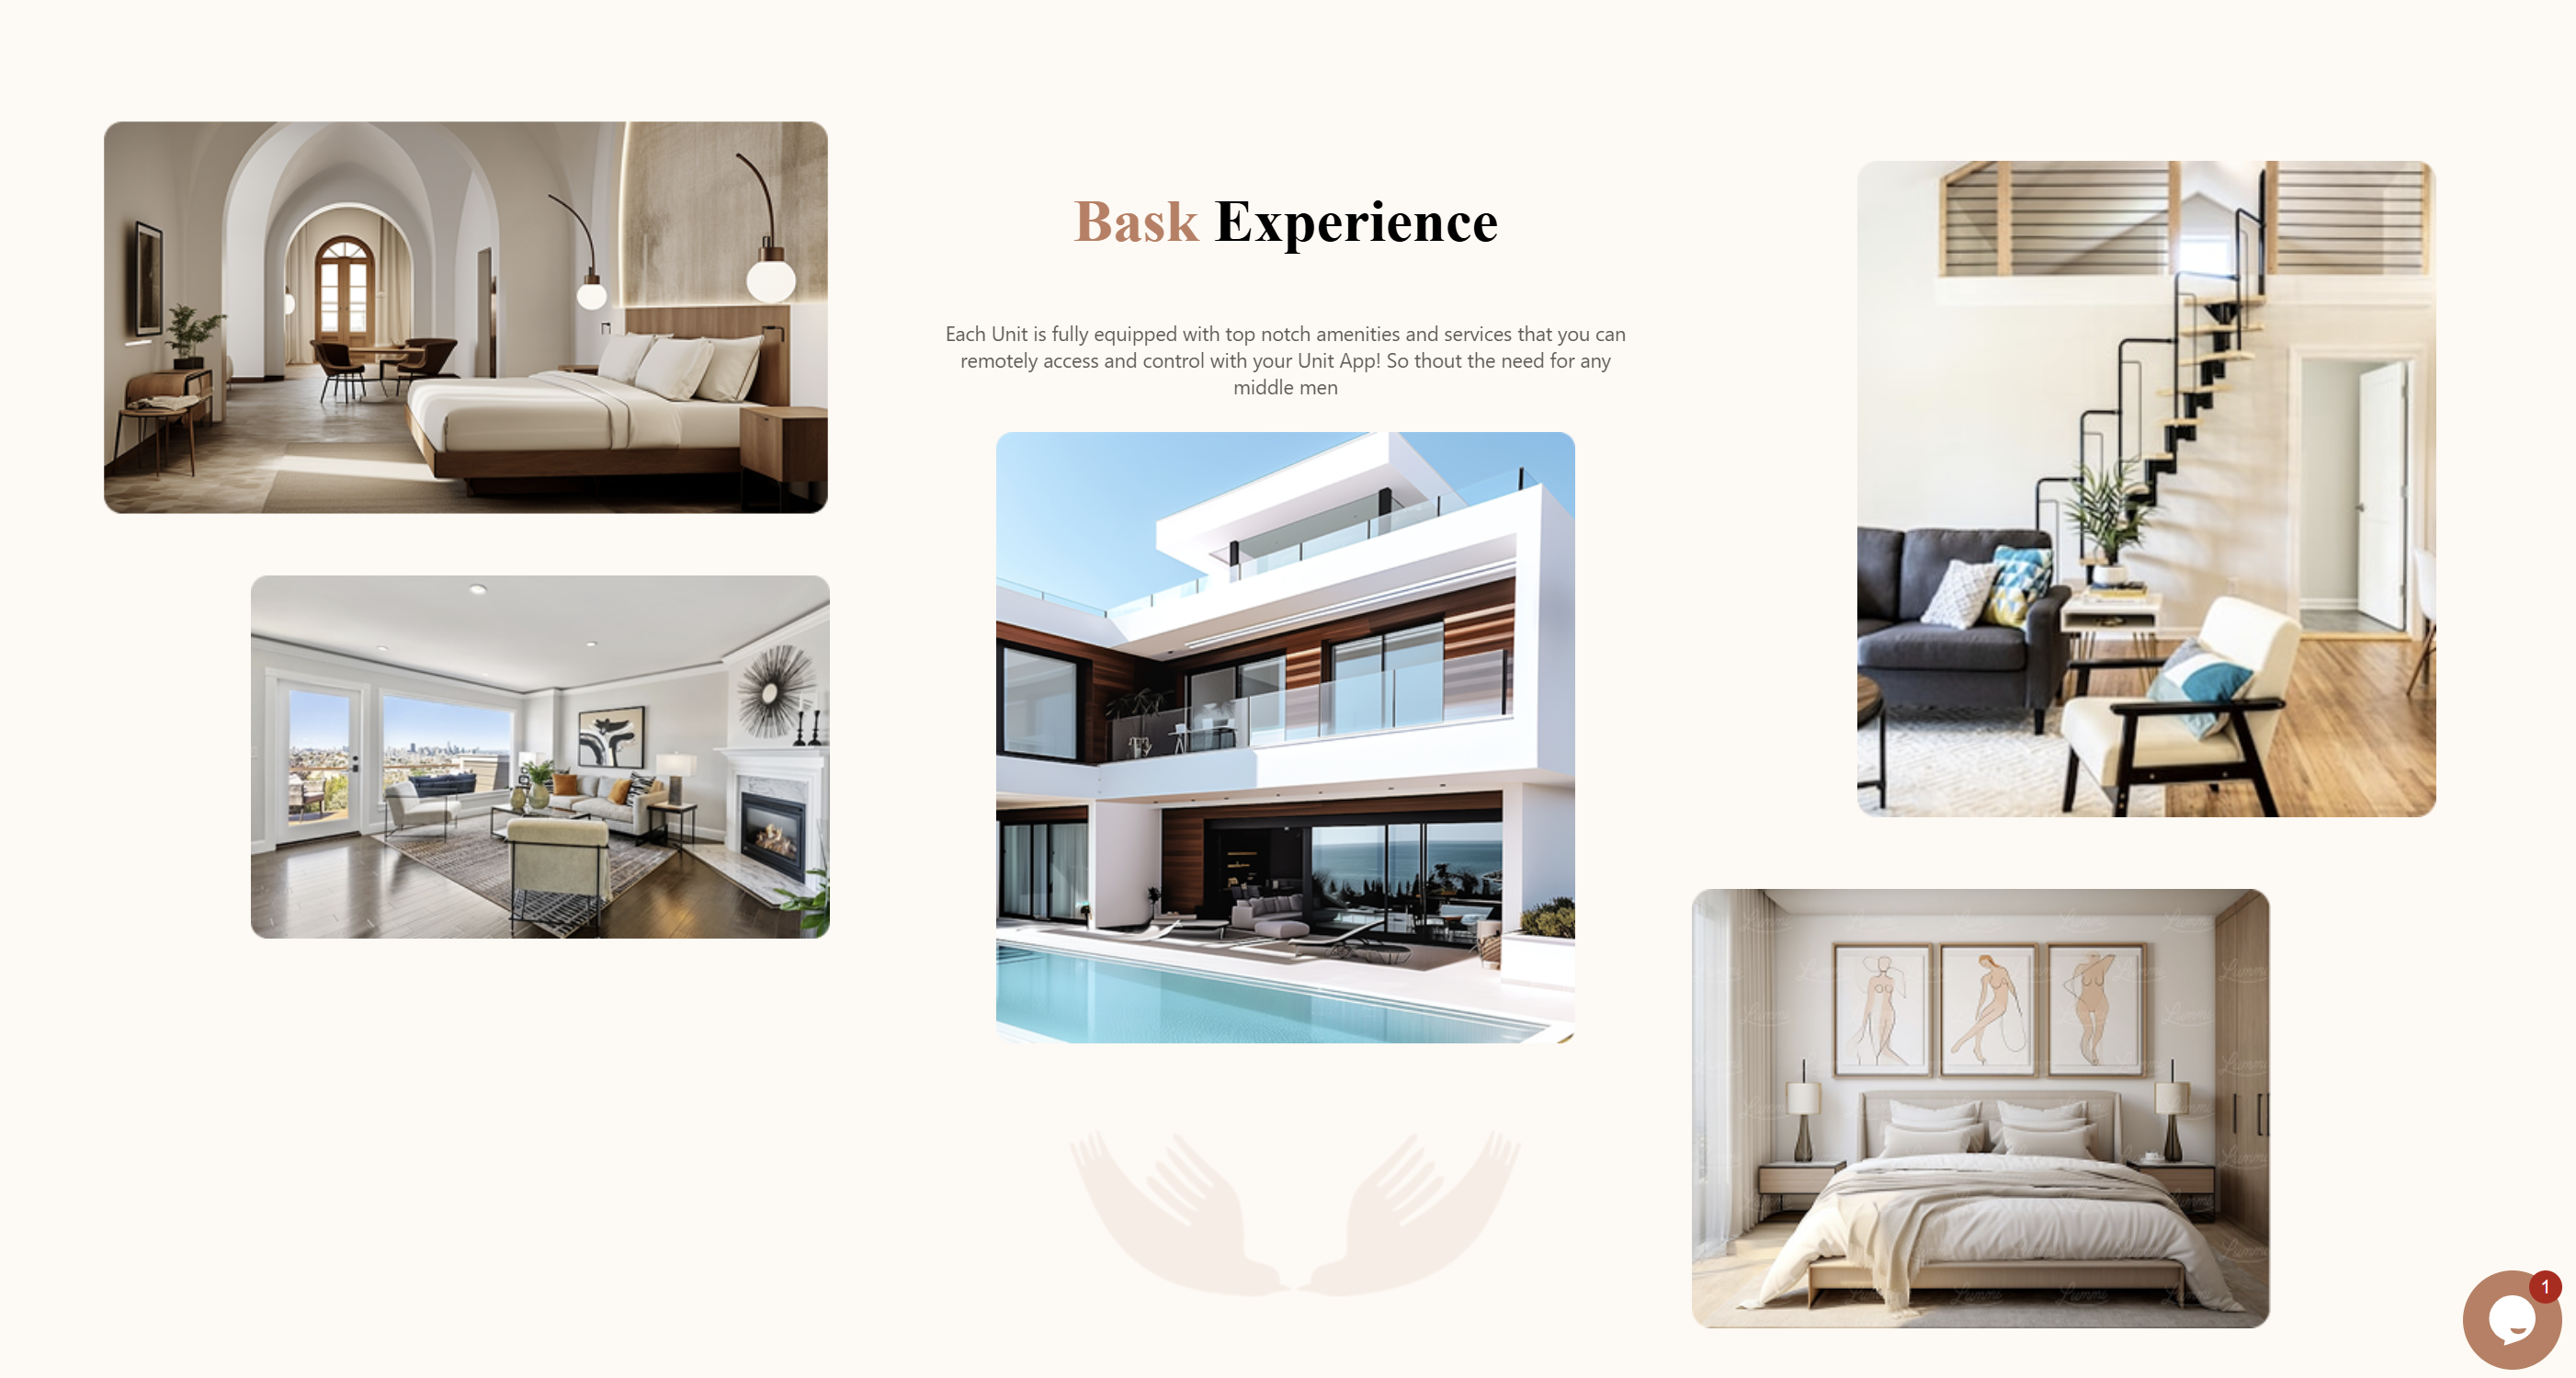 Bask Experience
Each Unit is fully equipped with top notch amenities and services that you can
remotely access and control with your Unit App! So thout the need for any
middle men
Lummi
1